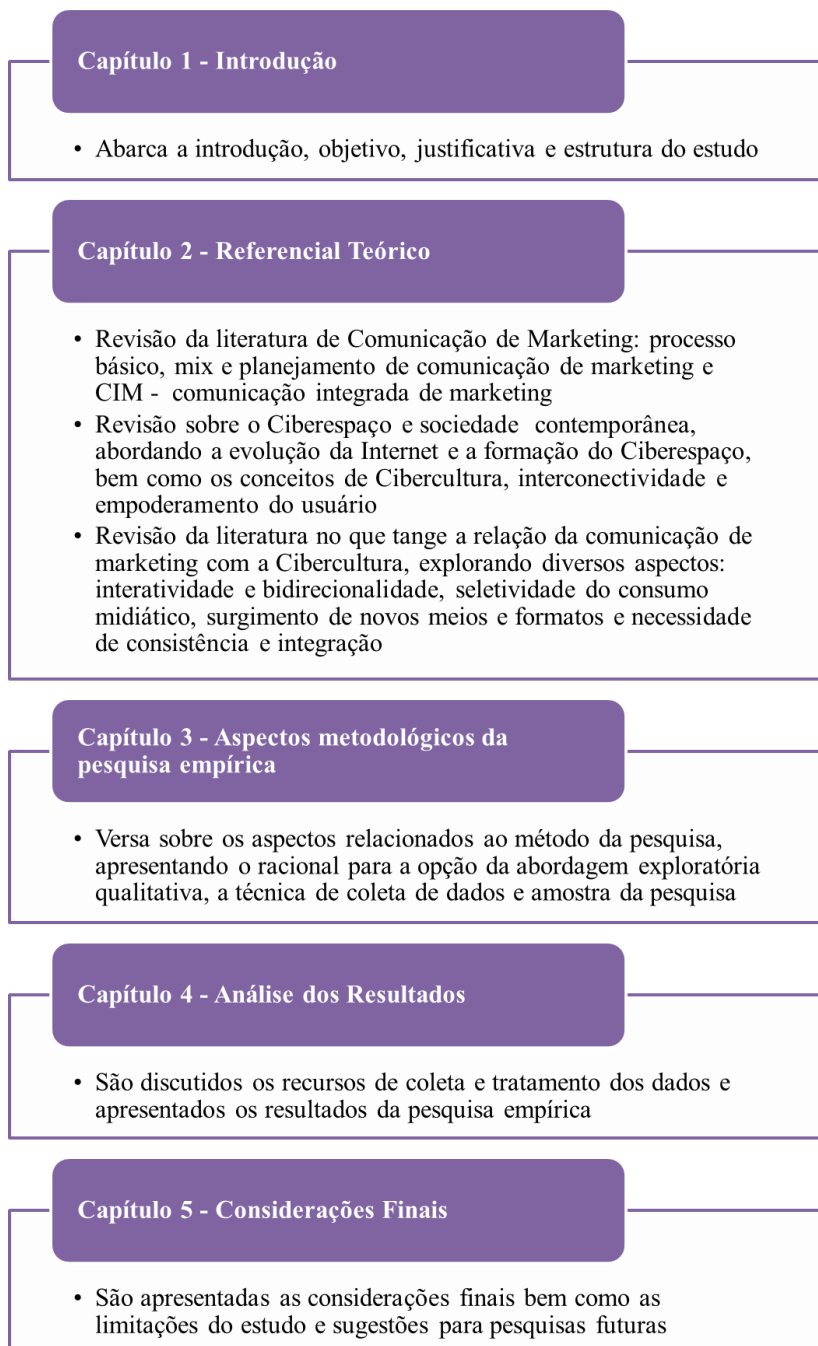 Capítulo 1 - Introdução
• Abarca a introdução, objetivo, justificativa e estrutura do estudo
Capítulo 2 - Referencial Teórico
• Revisão da literatura de Comunicação de Marketing: processo
básico, mix e planejamento de comunicação de marketing e
CIM - comunicação integrada de marketing
• Revisão sobre o Ciberespaço e sociedade contemporânea,
abordando a evolução da Internet e a formação do Ciberespaço,
bem como os conceitos de Cibercultura, interconectividade e
empoderamento do usuário
• Revisão da literatura no que tange a relação da comunicação de
marketing com a Cibercultura, explorando diversos aspectos:
interatividade e bidirecionalidade, seletividade do consumo
midiático, surgimento de novos meios e formatos e necessidade
de consistência e integração
Capítulo 3 - Aspectos metodológicos da
pesquisa empírica
• Versa sobre os aspectos relacionados ao método da pesquisa,
apresentando o racional para a opção da abordagem exploratória
qualitativa, a técnica de coleta de dados e amostra da pesquisa
Capítulo 4 - Análise dos Resultados
• São discutidos os recursos de coleta e tratamento dos dados e
apresentados os resultados da pesquisa empírica
Capítulo 5 - Considerações Finais
• São apresentadas as considerações finais bem como as
limitações do estudo e sugestões para pesquisas futuras